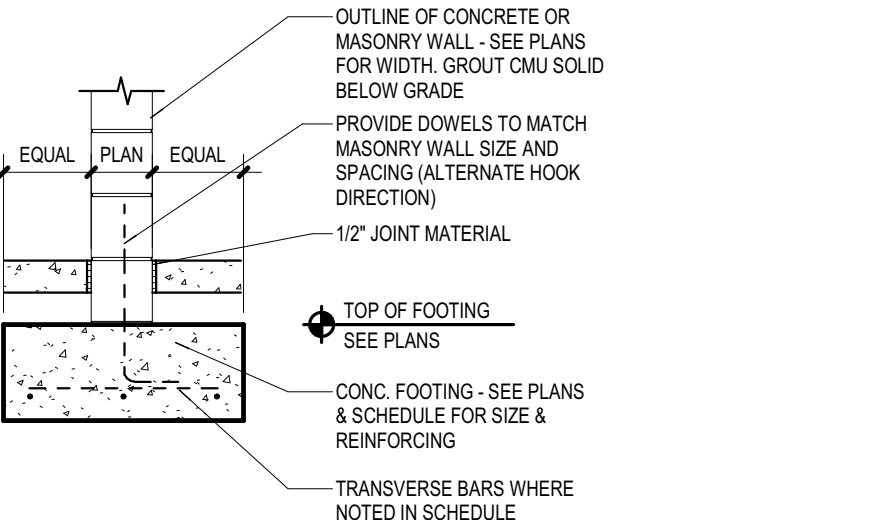 OUTLINE OF CONCRETE OR
MASONRY WALL - SEE PLANS
FOR WIDTH. GROUT CMU SOLID
BELOW GRADE
PROVIDE DOWELS TO MATCH
MASONRY WALL SIZE AND
SPACING (ALTERNATE HOOK
DIRECTION)
EQUAL PLAN EQUAL
1/2" JOINT MATERIAL
TOP OF FOOTING
SEE PLANS
CONC. FOOTING - SEE PLANS
& SCHEDULE FOR SIZE &
REINFORCING
TRANSVERSE BARS WHERE
NOTED IN SCHEDULE